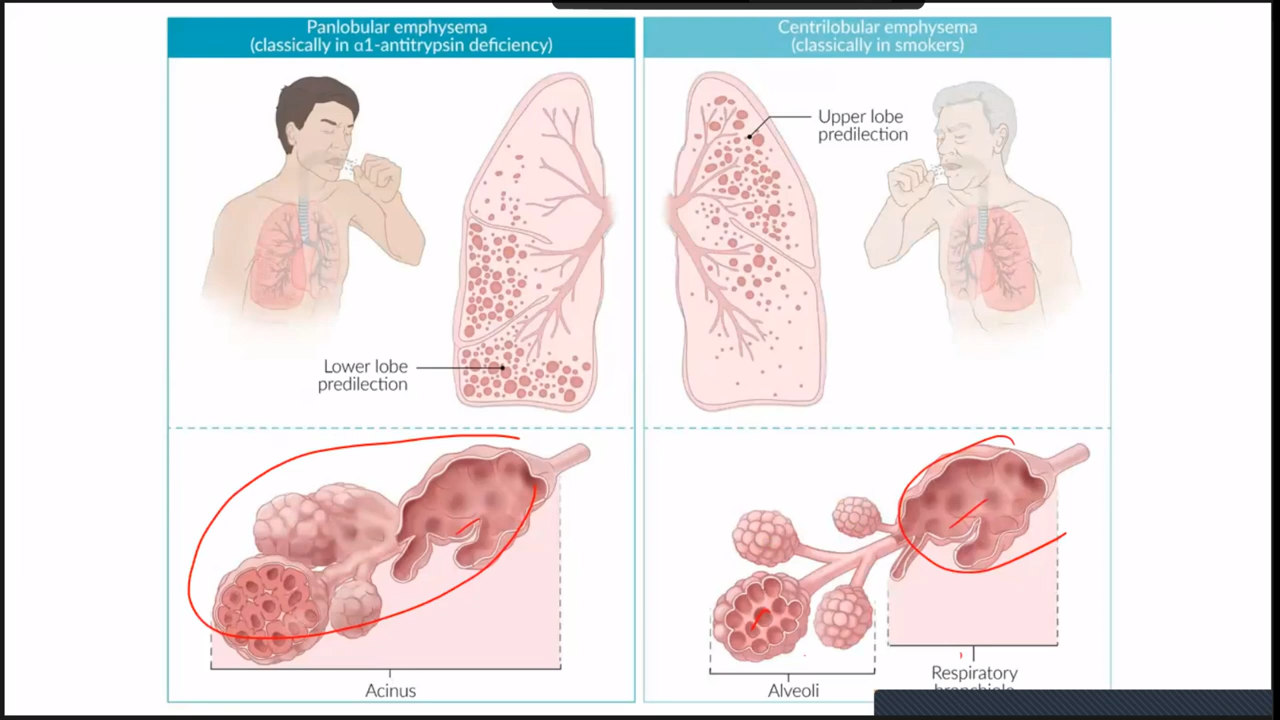 Panlobular emphysema
(classically in α1-antitrypsin deficiency)
Centrilobular emphysema
(classically in smokers)
Upper lobe
predilection
Lower lobe
predilection
Acinus
Alveoli
Respiratory